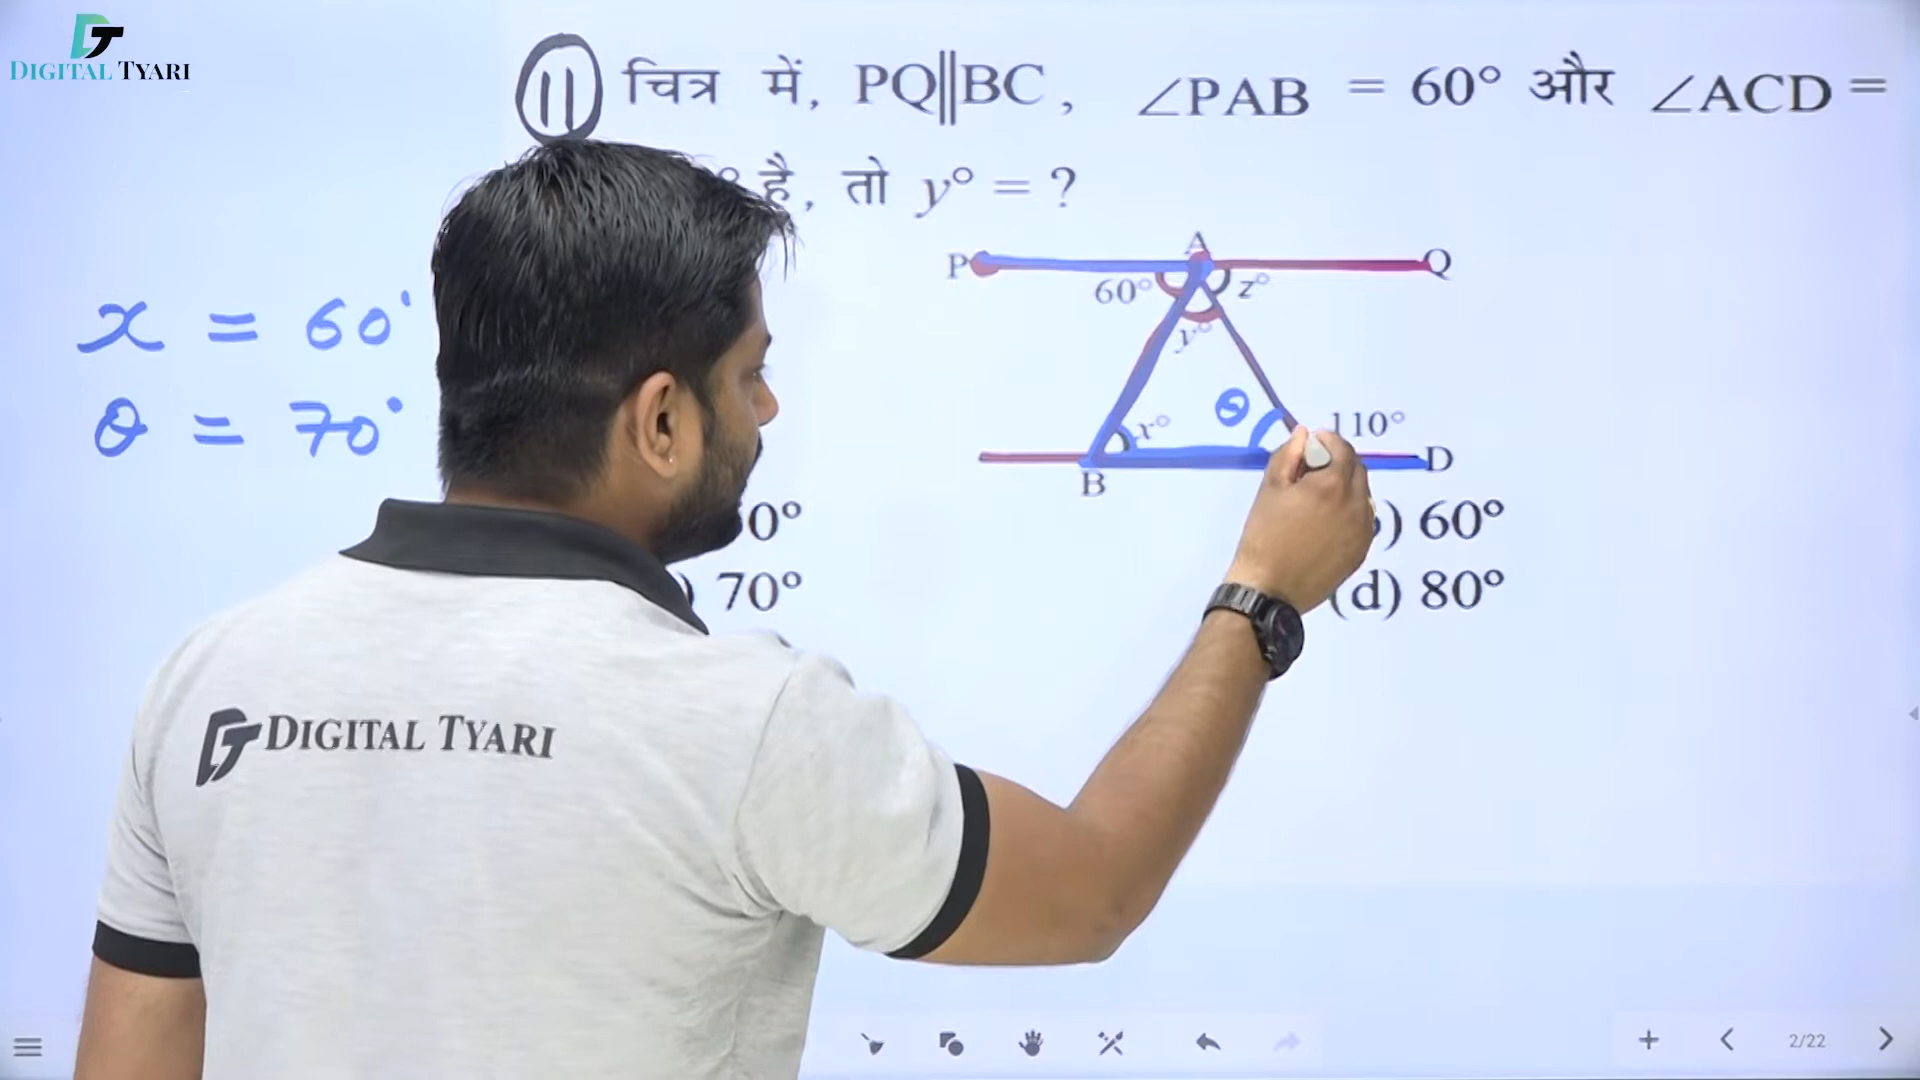 DIGITAL TYARI
11 चित्र में, PQ||BC, ∠PAB = 60° और ∠ACD =
है, तो y° = ?
A
P Q
60° z°
y°
x = 60°
θ = 70°
x° θ 110°
B D
60°
70°
(d) 80°
DIGITAL TYARI
2/22